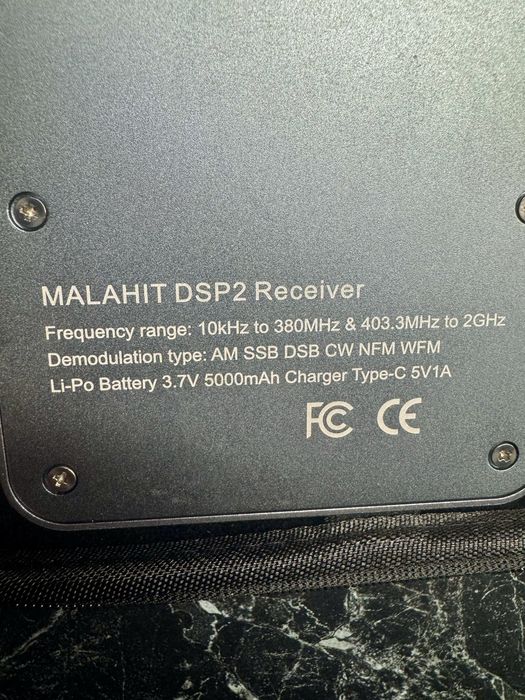 MALAHIT DSP2 Receiver
Frequency range: 10kHz to 380MHz & 403.3MHz to 2GHz
Demodulation type: AM SSB DSB CW NFM WFM
Li-Po Battery 3.7V 5000mAh Charger Type-C 5V1A
FC CE